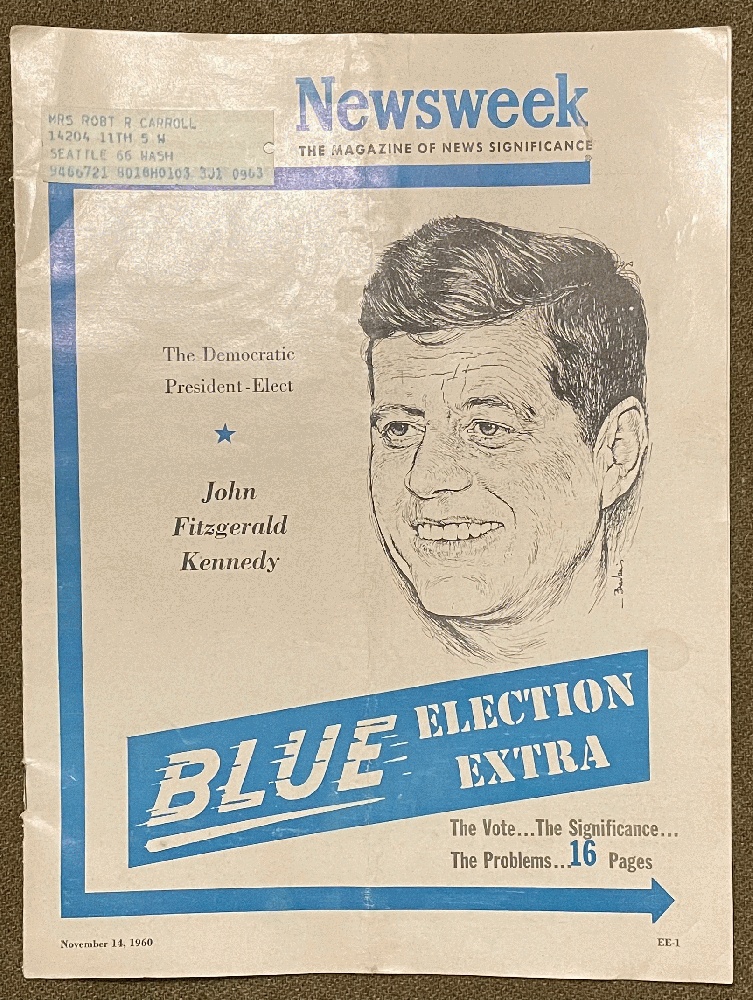 Newsweek
THE MAGAZINE OF NEWS SIGNIFICANCE
MRS ROBT R CARROLL
14204 11TH S W
SEATTLE 66 WASH
9466721 8018H0103 3J1 0963
The Democratic
President-Elect
John
Fitzgerald
Kennedy
BLUE ELECTION
EXTRA
The Vote...The Significance...
The Problems...16 Pages
November 14, 1960
EE-1